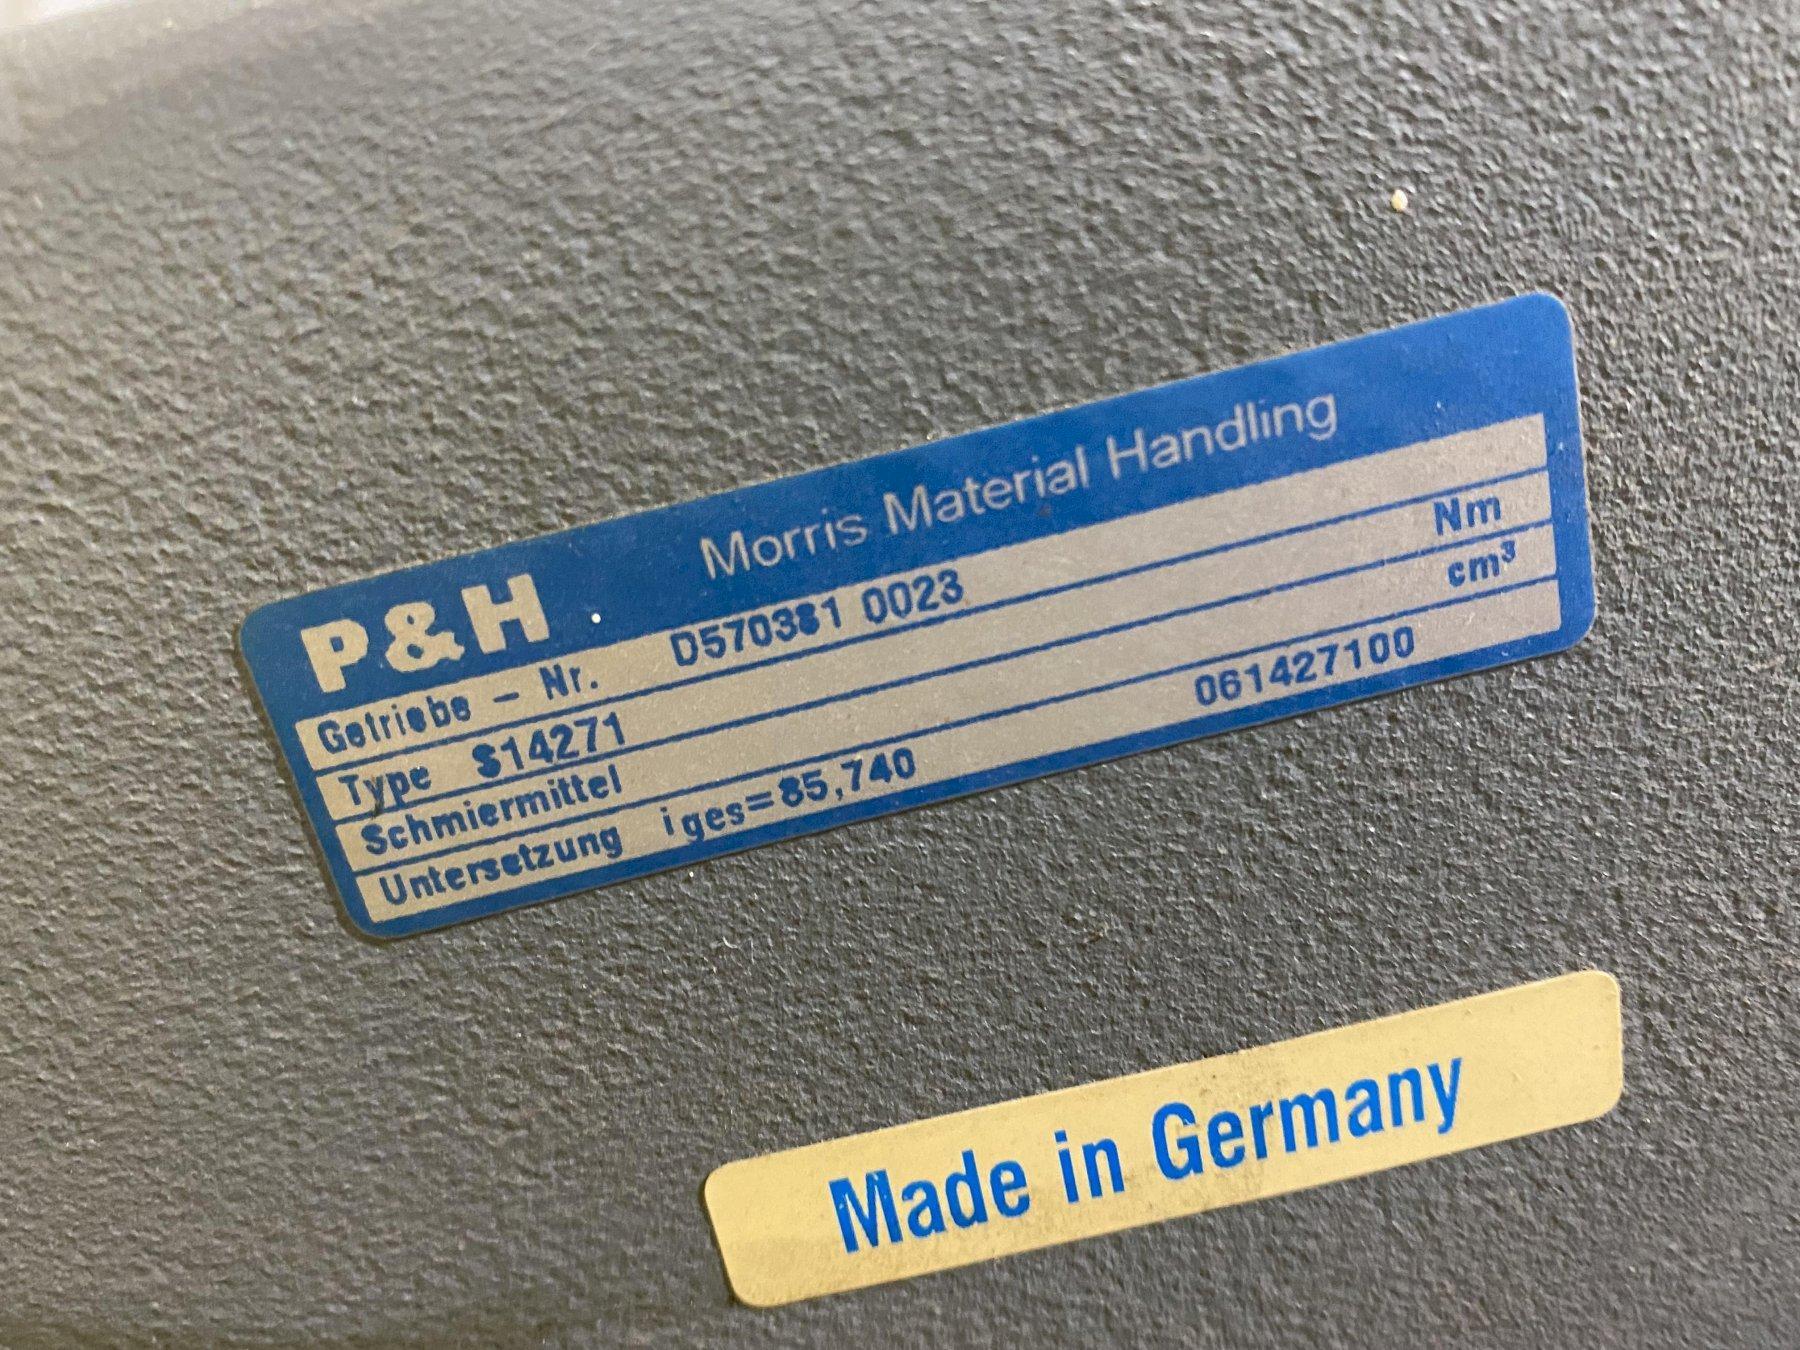 P&H Morris Material Handling
Getriebe - Nr. D570381 0023
Type S14271 Nm
Schmiermittel cm³
Untersetzung i ges=85,740 061427100
Made in Germany